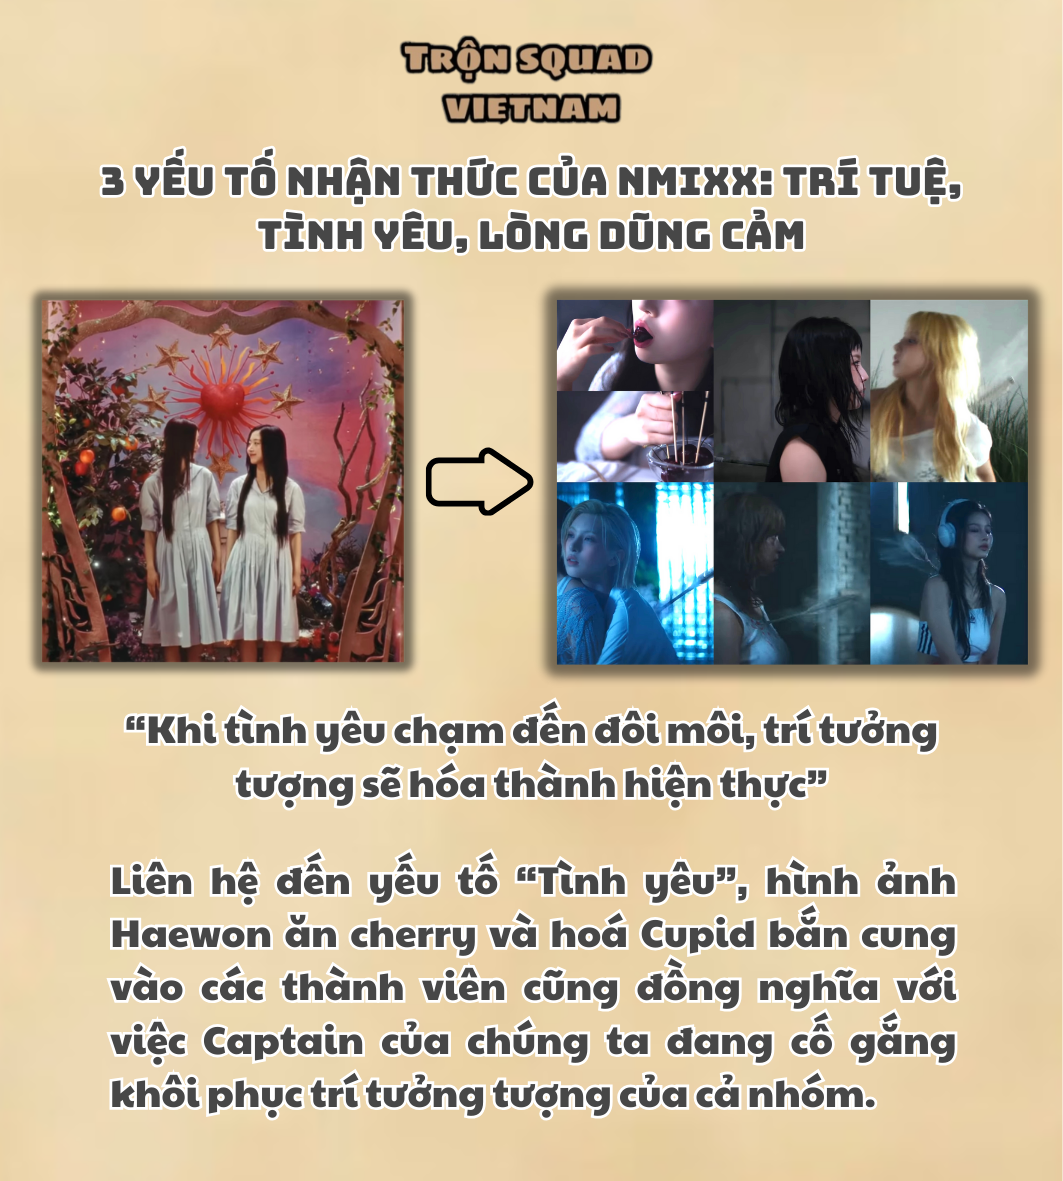 TRỘN SQUAD
VIETNAM
3 YẾU TỐ NHẬN THỨC CỦA NMIXX: TRÍ TUỆ,
TÌNH YÊU, LÒNG DŨNG CẢM
“Khi tình yêu chạm đến đôi môi, trí tưởng
tượng sẽ hóa thành hiện thực”
Liên hệ đến yếu tố “Tình yêu”, hình ảnh
Haewon ăn cherry và hoá Cupid bắn cung
vào các thành viên cũng đồng nghĩa với
việc Captain của chúng ta đang cố gắng
khôi phục trí tưởng tượng của cả nhóm.